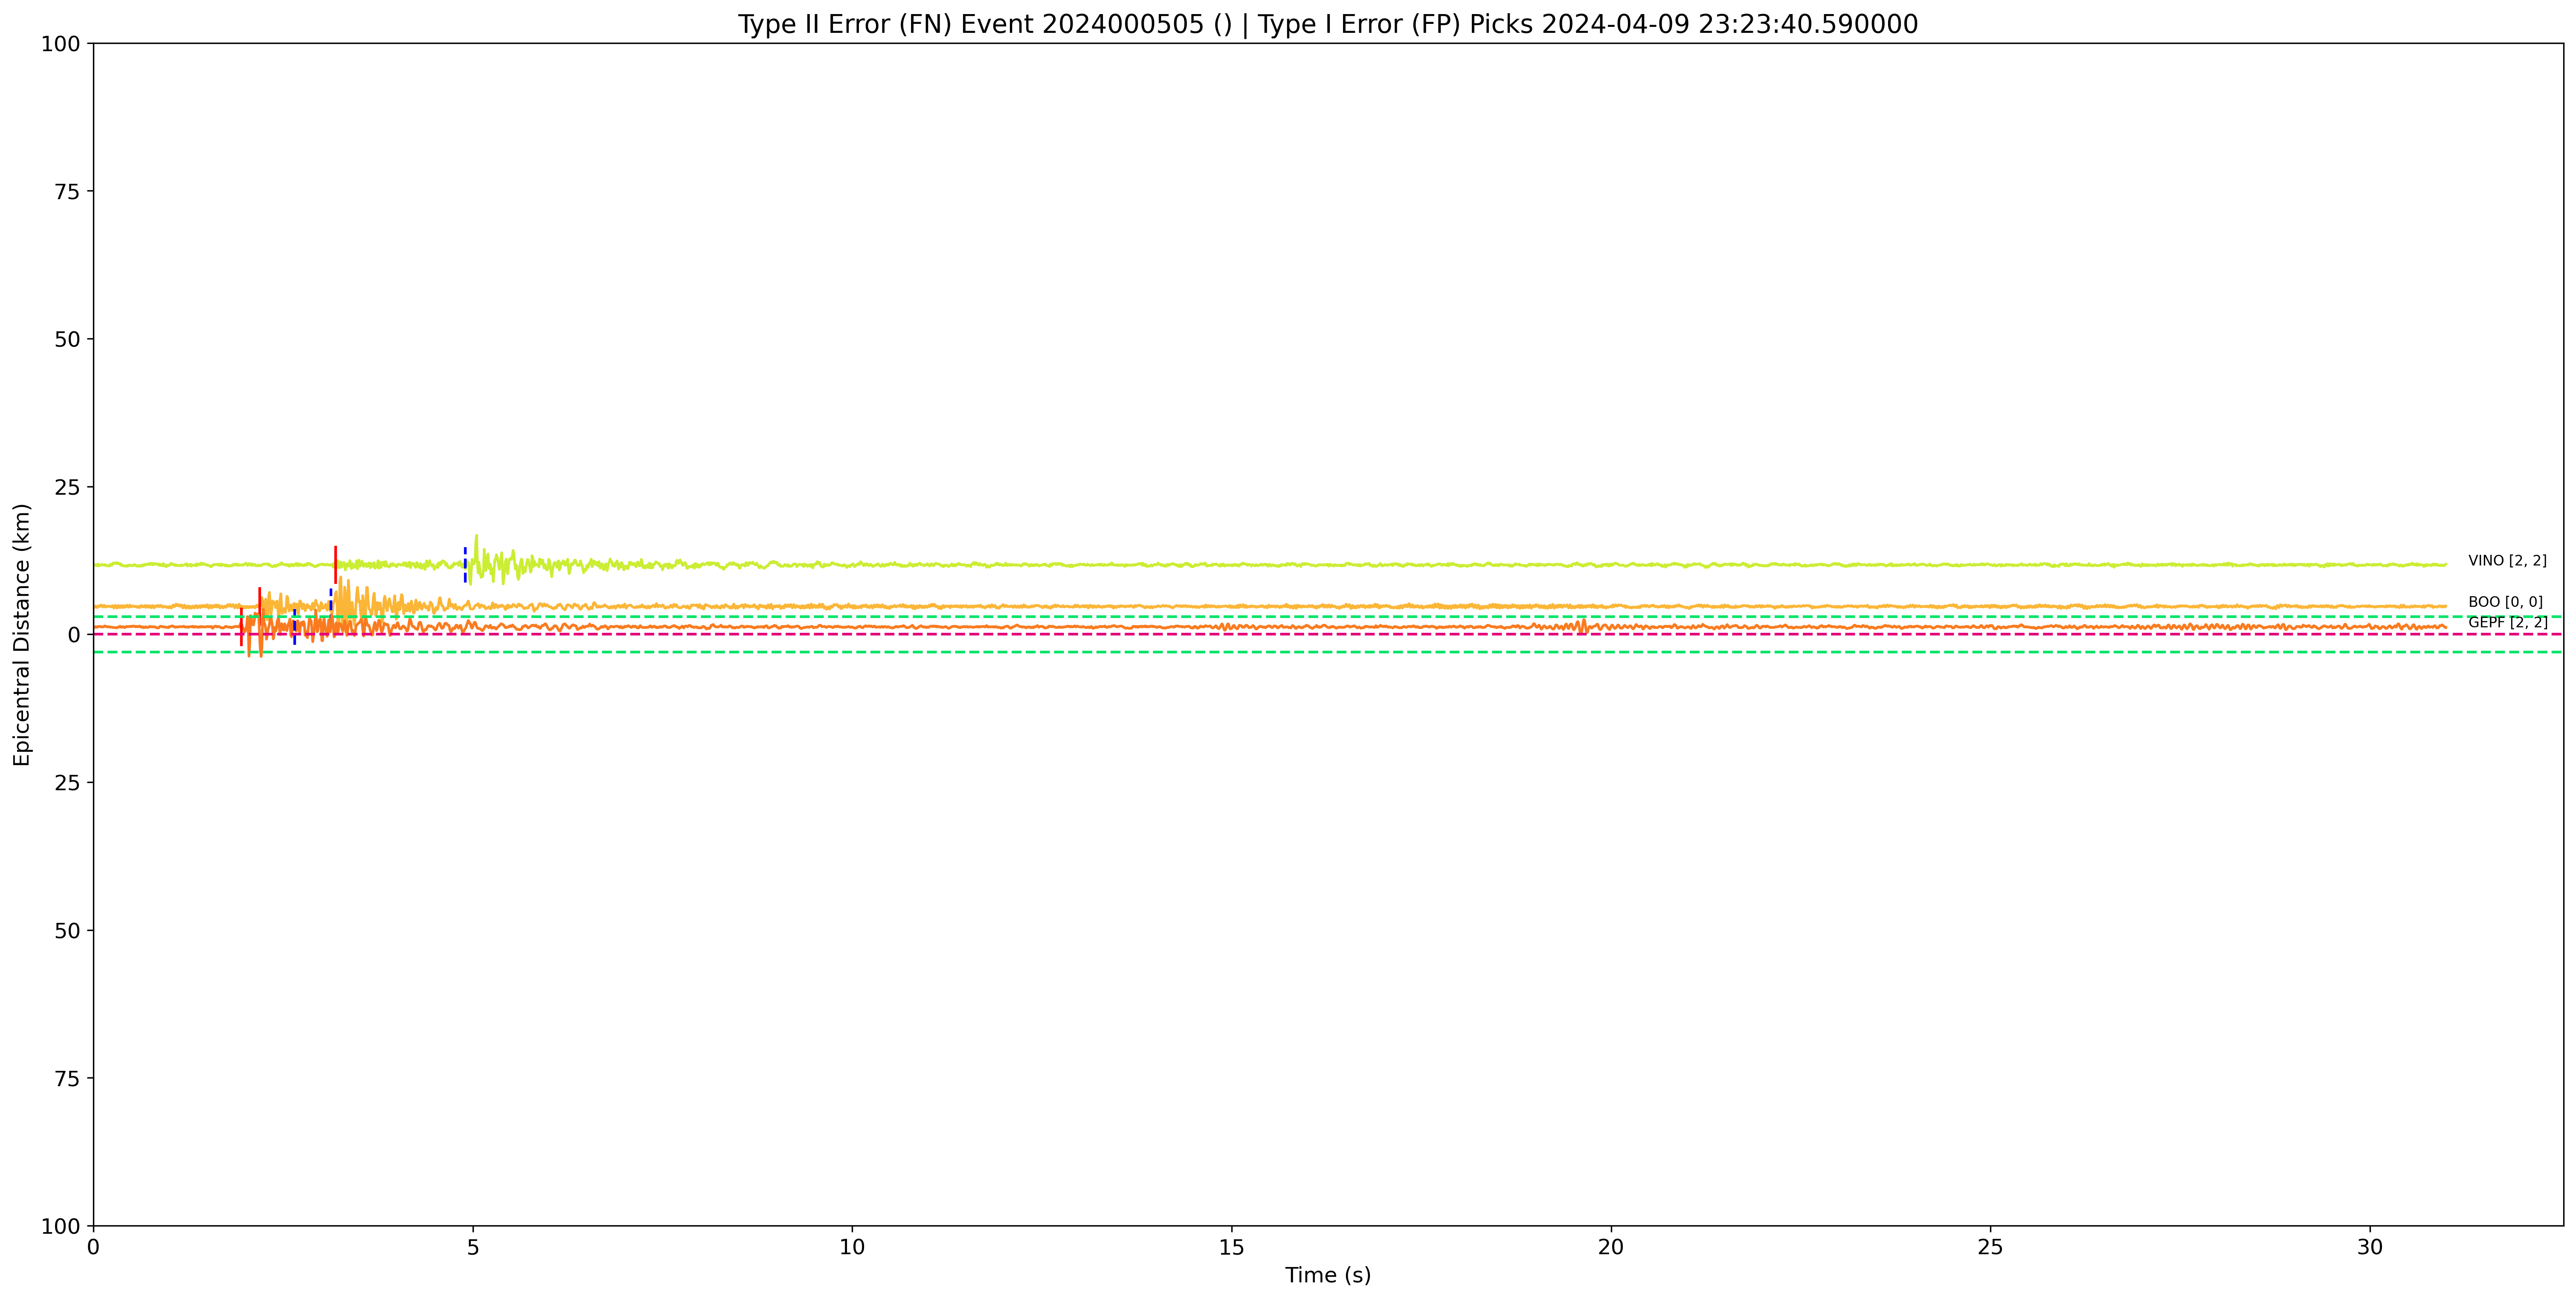 Type II Error (FN) Event 2024000505 () | Type I Error (FP) Picks 2024-04-09 23:23:40.590000
100
75
50
25
0
25
50
75
100
Epicentral Distance (km)
VINO [2, 2]
BOO [0, 0]
GEPF [2, 2]
0
5
10
15
20
25
30
Time (s)